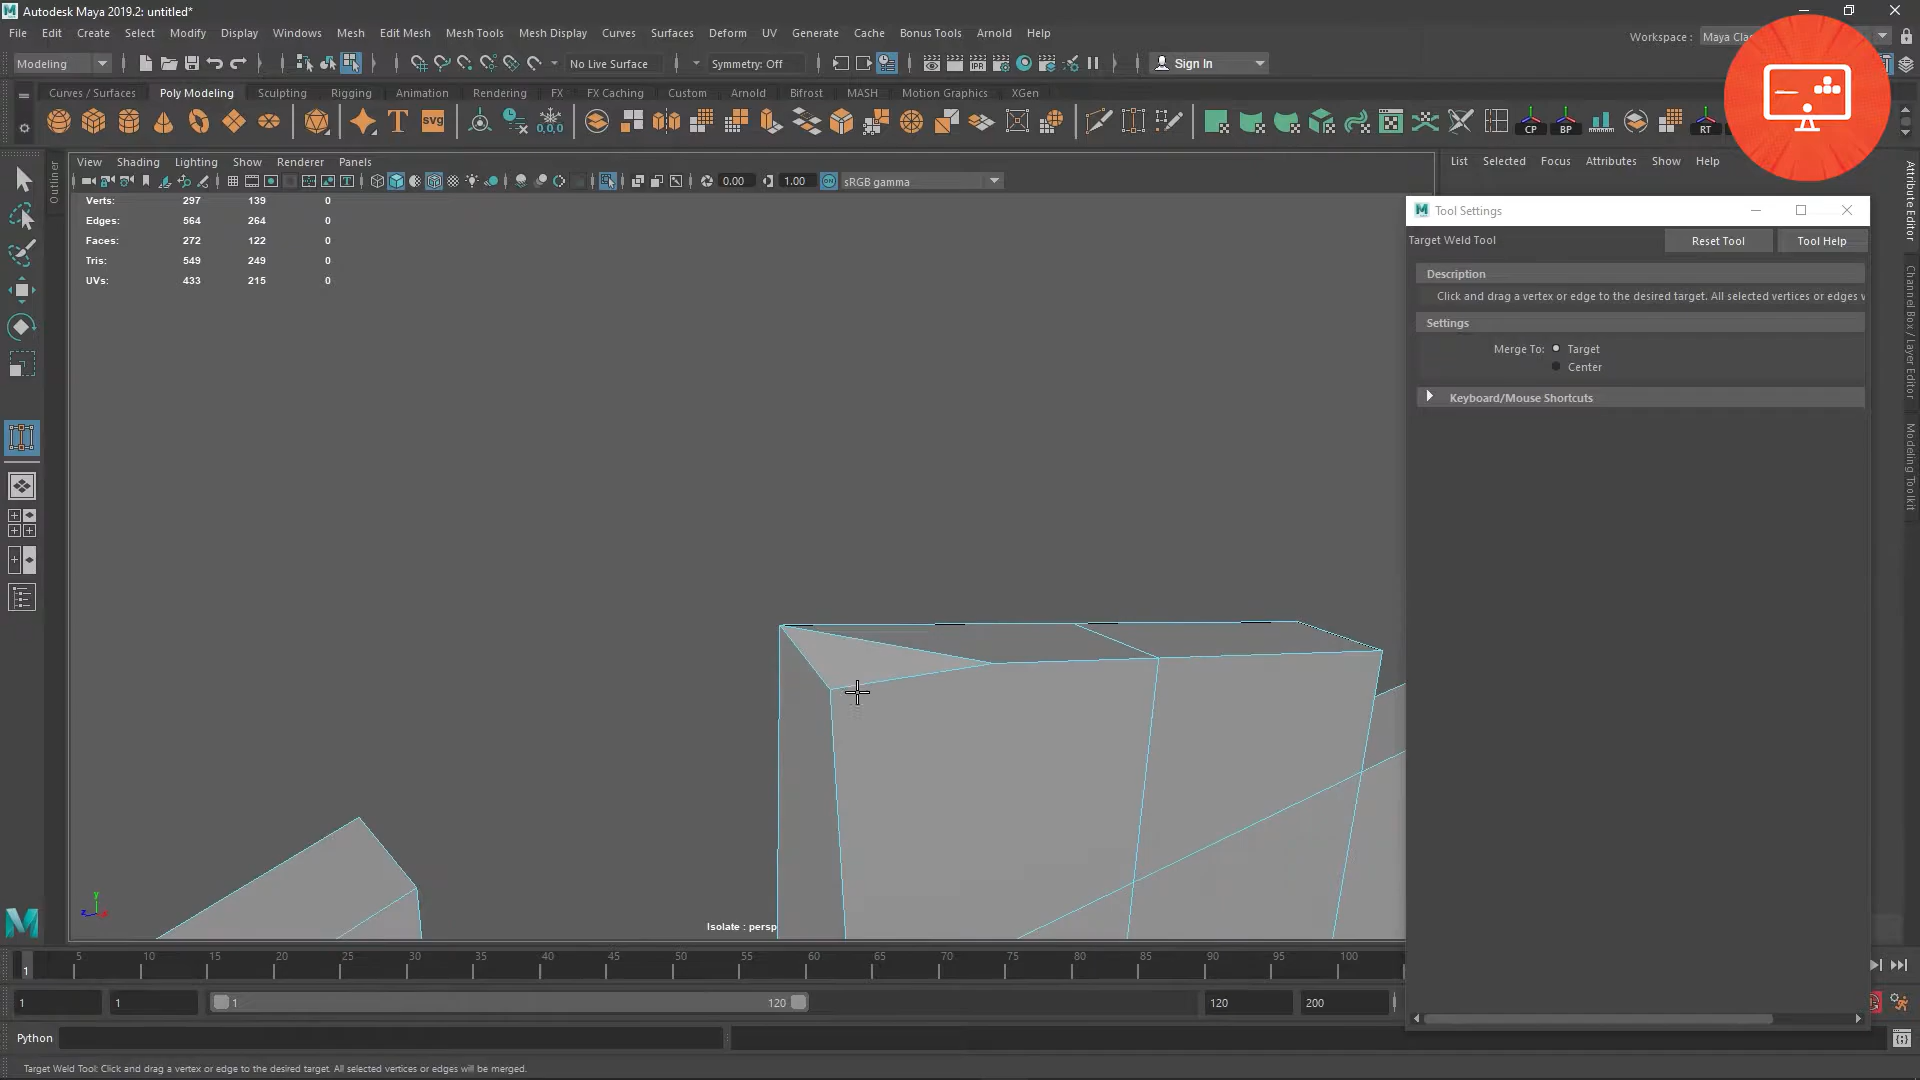 Autodesk Maya 2019.2: untitled*
File Edit Create Select Modify Display Windows Mesh Edit Mesh Mesh Tools Mesh Display Curves Surfaces Deform UV Generate Cache Bonus Tools Arnold Help
Workspace :
Modeling No Live Surface Symmetry: Off Sign In
Curves / Surfaces Poly Modeling Sculpting Rigging Animation Rendering FX FX Caching Custom Arnold Bifrost MASH Motion Graphics XGen
T SVG 0,0,0 CP BP RT
View Shading Lighting Show Renderer Panels
List Selected Focus Attributes Show Help
0.00 1.00 ON sRGB gamma
Outliner
Attribute Editor
Channel Box / Layer Editor
Modeling Toolkit
Verts: 297 139 0
Edges: 564 264 0
Faces: 272 122 0
Tris: 549 249 0
UVs: 433 215 0
Tool Settings
Target Weld Tool Reset Tool Tool Help
Description
Click and drag a vertex or edge to the desired target. All selected vertices or edges
Settings
Merge To: Target
Center
Keyboard/Mouse Shortcuts
y
z
Isolate : persp
1 5 10 15 20 25 30 35 40 45 50 55 60 65 70 75 80 85 90 95 100
1 1 1 120 120 200
Python
Target Weld Tool: Click and drag a vertex or edge to the desired target. All selected vertices or edges will be merged.